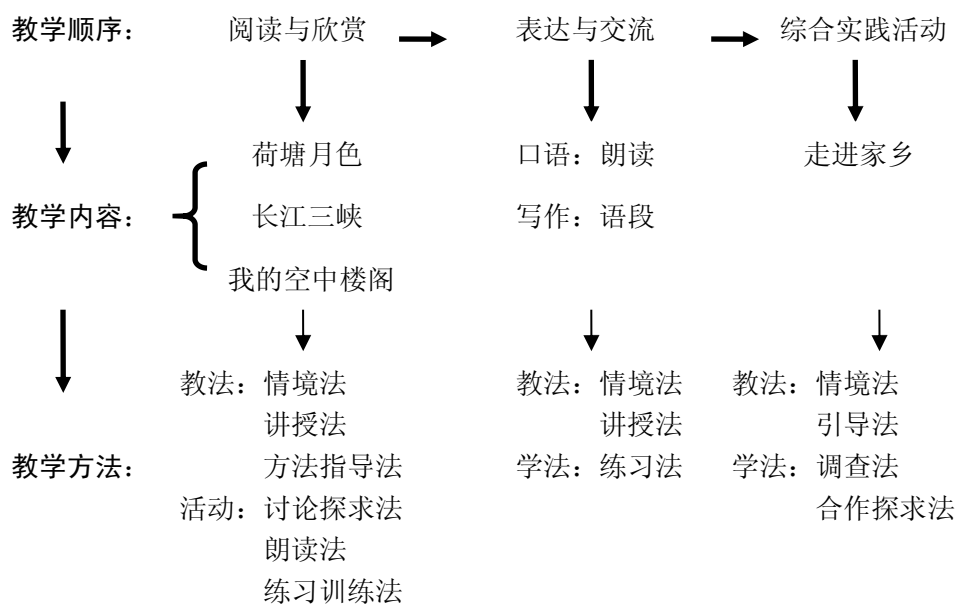 教学顺序： 阅读与欣赏 表达与交流 综合实践活动
荷塘月色 口语：朗读 走进家乡
教学内容： 长江三峡 写作：语段
我的空中楼阁
教法：情境法 教法：情境法 教法：情境法
讲授法 讲授法 引导法
教学方法： 方法指导法 学法：练习法 学法：调查法
活动：讨论探求法 合作探求法
朗读法
练习训练法